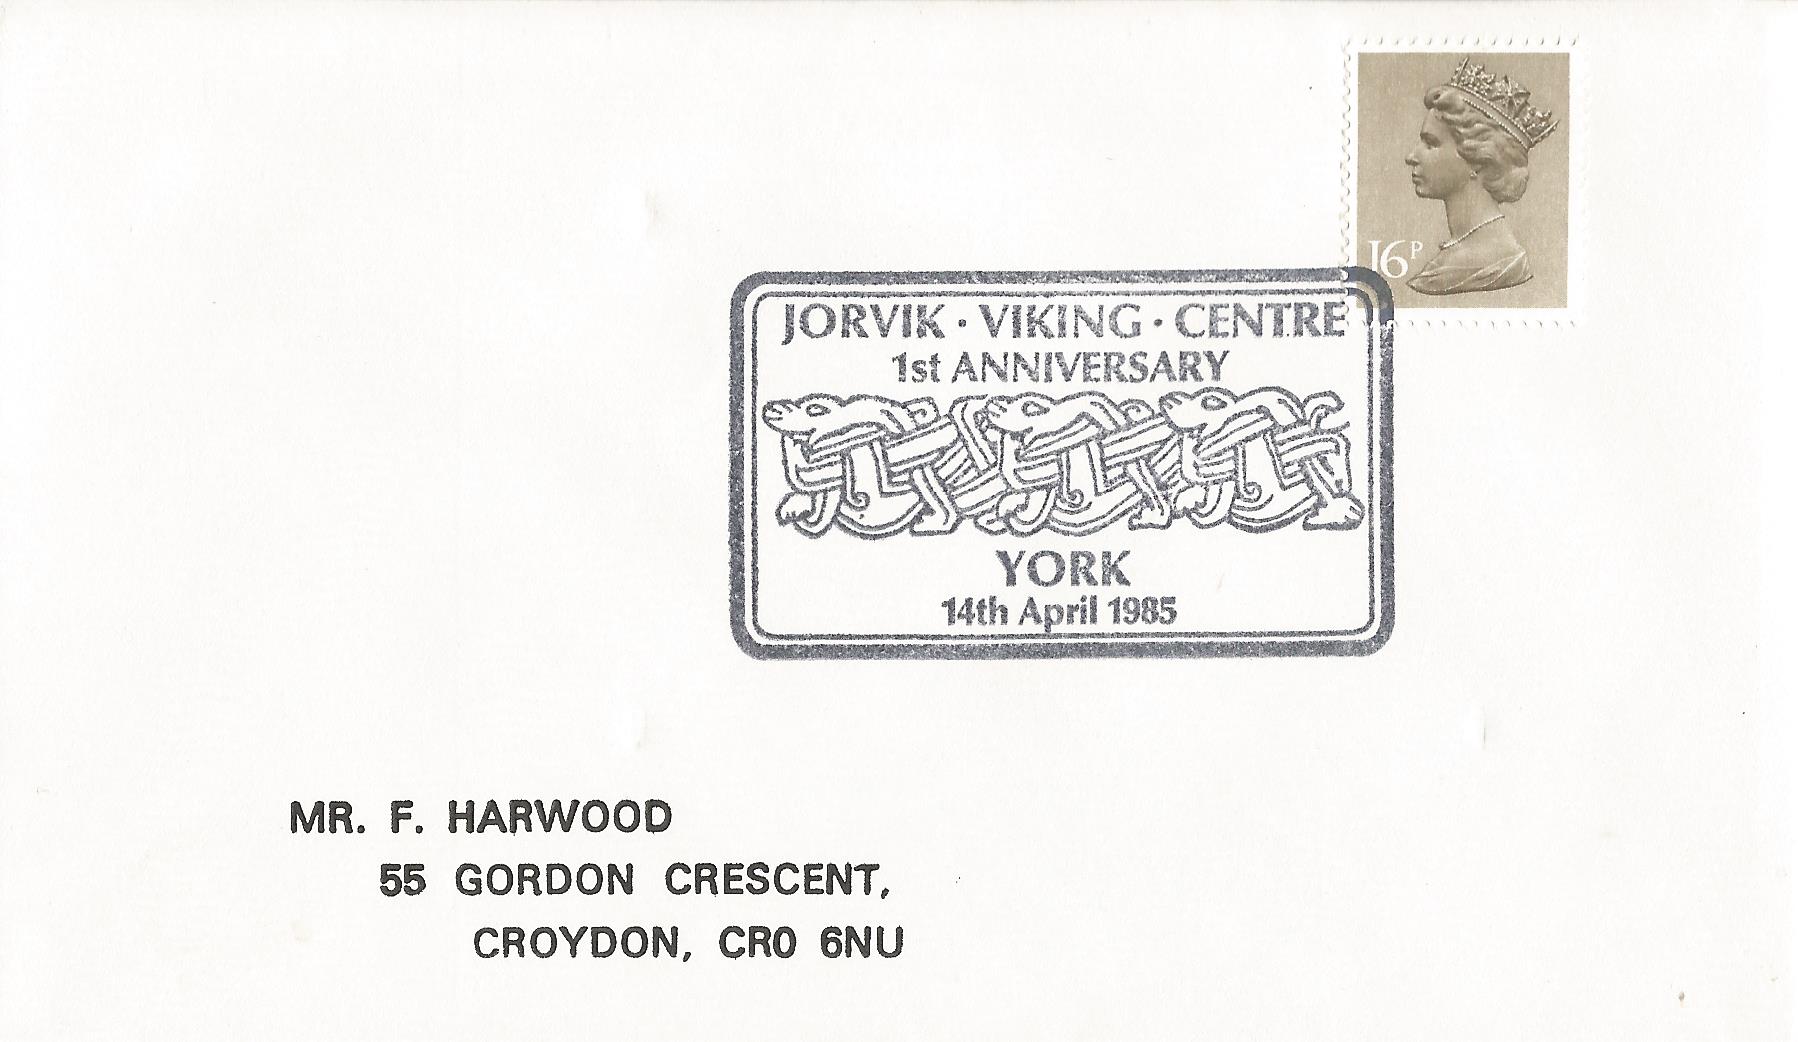 16P
JORVIK · VIKING · CENTRE
1st ANNIVERSARY
YORK
14th April 1985
MR. F. HARWOOD
55 GORDON CRESCENT,
CROYDON, CR0 6NU